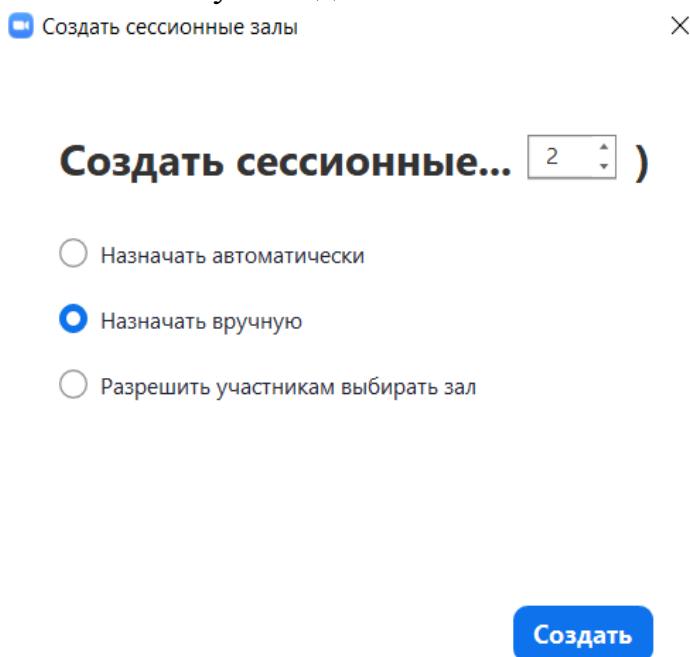 Создать сессионные залы
Создать сессионные... 2 )
Назначать автоматически
Назначать вручную
Разрешить участникам выбирать зал
Создать